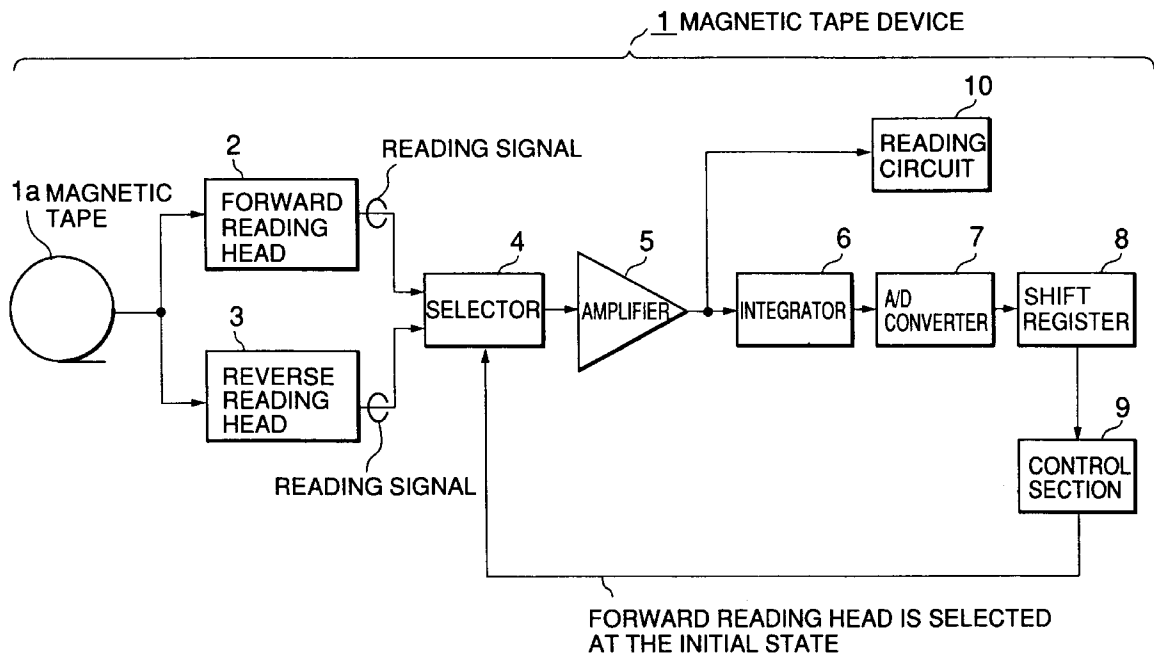 1 MAGNETIC TAPE DEVICE
10
READING
CIRCUIT
2
READING SIGNAL
FORWARD
READING
HEAD
1a MAGNETIC
TAPE
4
SELECTOR
5
AMPLIFIER
6
INTEGRATOR
7
A/D
CONVERTER
8
SHIFT
REGISTER
3
REVERSE
READING
HEAD
READING SIGNAL
9
CONTROL
SECTION
FORWARD READING HEAD IS SELECTED
AT THE INITIAL STATE